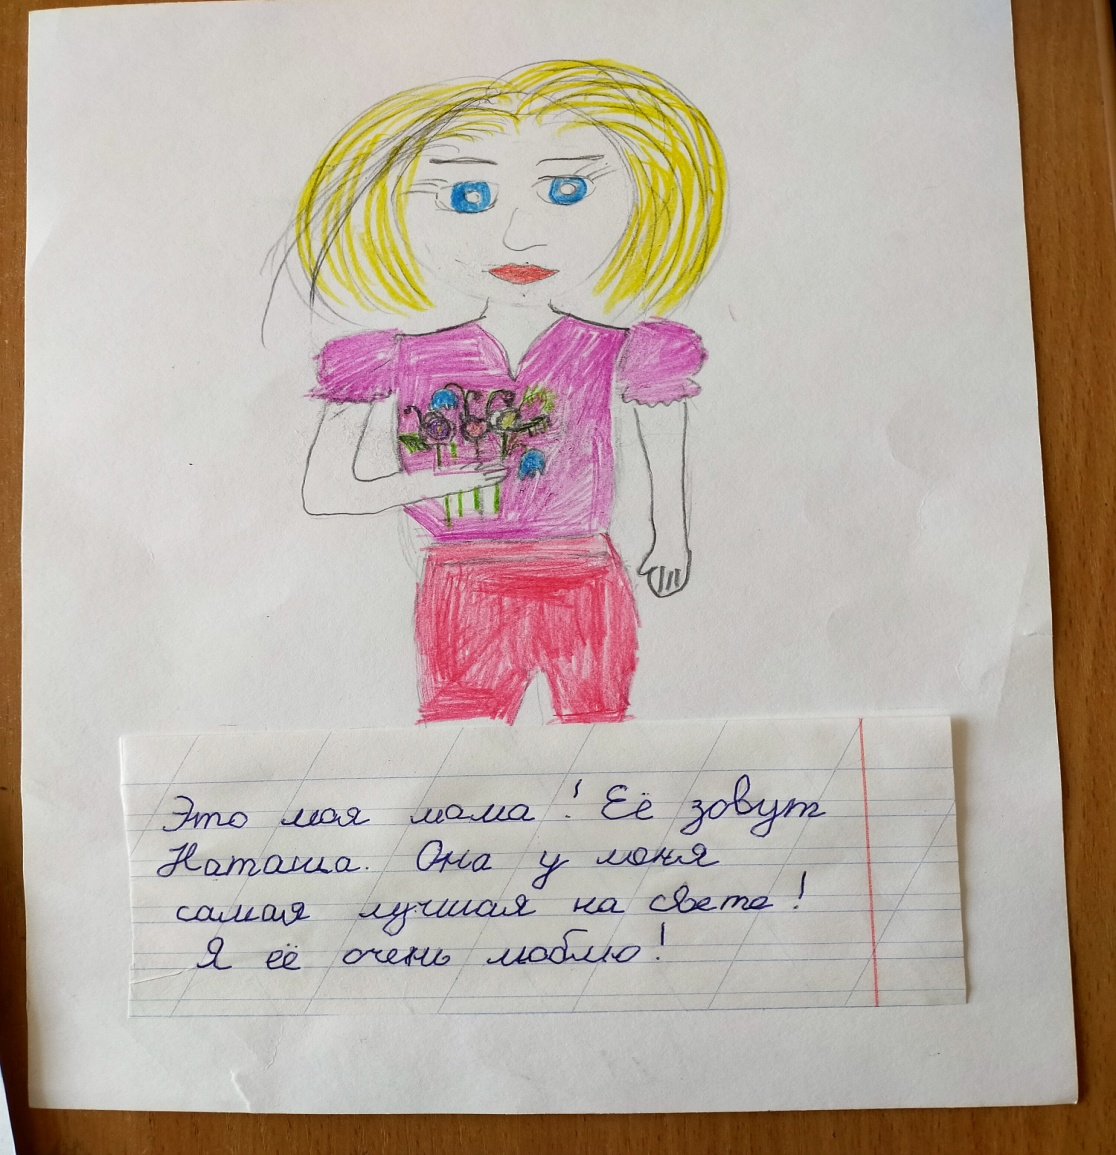 Это моя мама! Её зовут
Наташа. Она у меня
самая лучшая на свете!
Я её очень люблю!